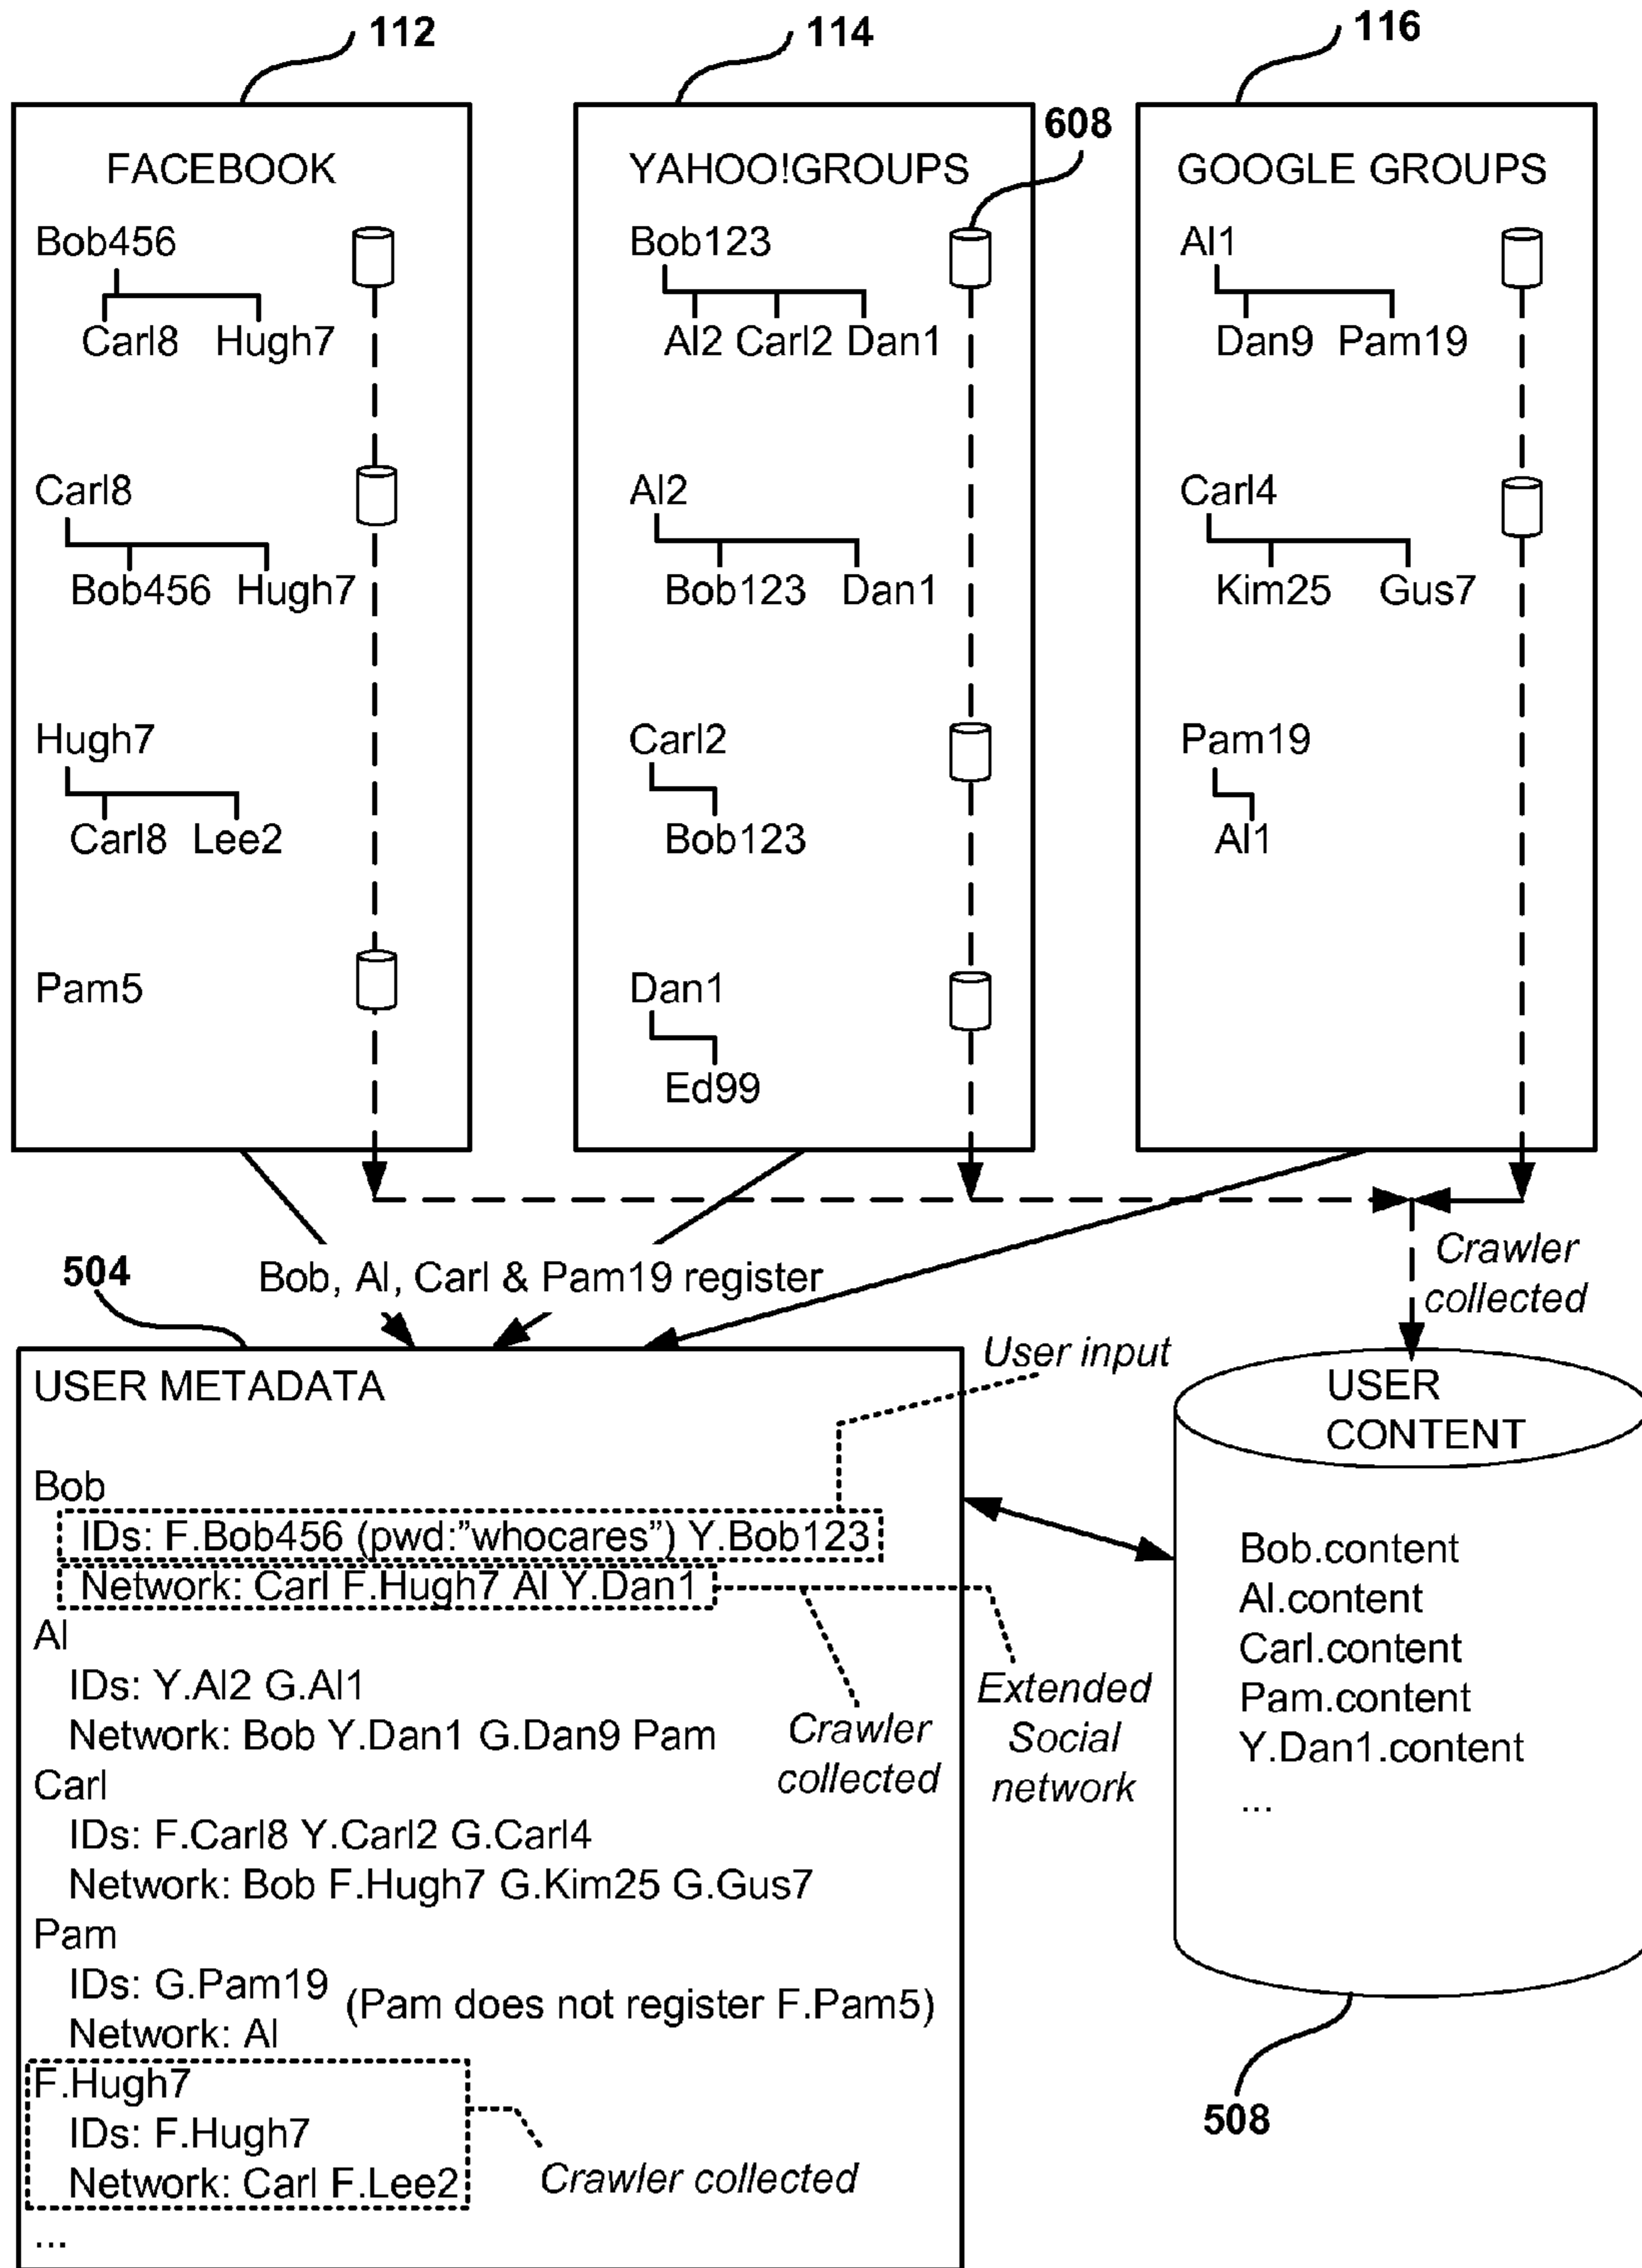 112
114
116
608
FACEBOOK
Bob456
Carl8 Hugh7
Carl8
Bob456 Hugh7
Hugh7
Carl8 Lee2
Pam5
YAHOO!GROUPS
Bob123
Al2 Carl2 Dan1
Al2
Bob123 Dan1
Carl2
Bob123
Dan1
Ed99
GOOGLE GROUPS
Al1
Dan9 Pam19
Carl4
Kim25 Gus7
Pam19
Al1
504
Bob, Al, Carl & Pam19 register
Crawler
collected
User input
USER METADATA
Bob
IDs: F.Bob456 (pwd:”whocares”) Y.Bob123
Network: Carl F.Hugh7 Al Y.Dan1
Al
IDs: Y.Al2 G.Al1
Network: Bob Y.Dan1 G.Dan9 Pam
Carl
IDs: F.Carl8 Y.Carl2 G.Carl4
Network: Bob F.Hugh7 G.Kim25 G.Gus7
Pam
IDs: G.Pam19
(Pam does not register F.Pam5)
Network: Al
F.Hugh7
IDs: F.Hugh7
Network: Carl F.Lee2
...
Crawler
collected
Extended
Social
network
Crawler collected
USER
CONTENT
Bob.content
Al.content
Carl.content
Pam.content
Y.Dan1.content
...
508